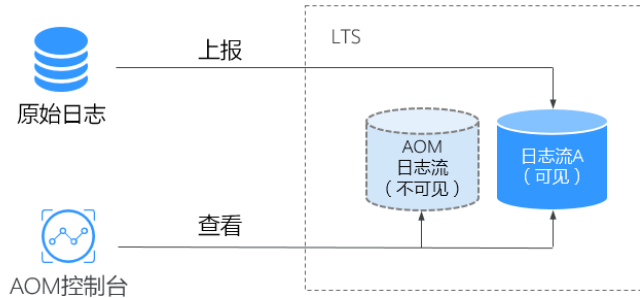 LTS
上报
原始日志
AOM
日志流
（不可见）
日志流A
（可见）
查看
AOM控制台